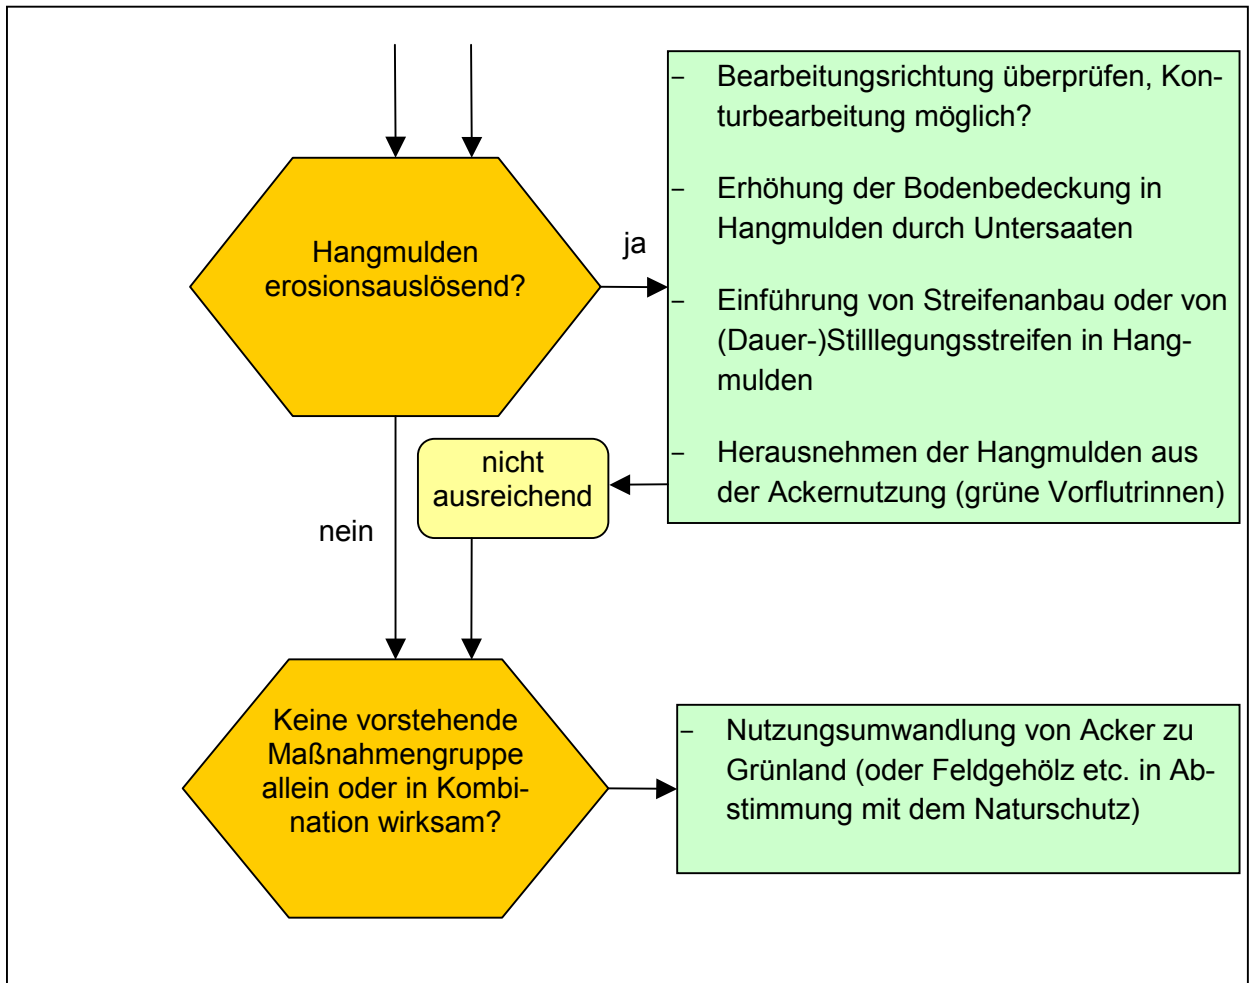 Hangmulden
erosionsauslösend?
ja
– Bearbeitungsrichtung überprüfen, Kon-
turbearbeitung möglich?
– Erhöhung der Bodenbedeckung in
Hangmulden durch Untersaaten
– Einführung von Streifenanbau oder von
(Dauer-)Stilllegungsstreifen in Hang-
mulden
– Herausnehmen der Hangmulden aus
der Ackernutzung (grüne Vorflutrinnen)
nicht
ausreichend
nein
Keine vorstehende
Maßnahmengruppe
allein oder in Kombi-
nation wirksam?
– Nutzungsumwandlung von Acker zu
Grünland (oder Feldgehölz etc. in Ab-
stimmung mit dem Naturschutz)